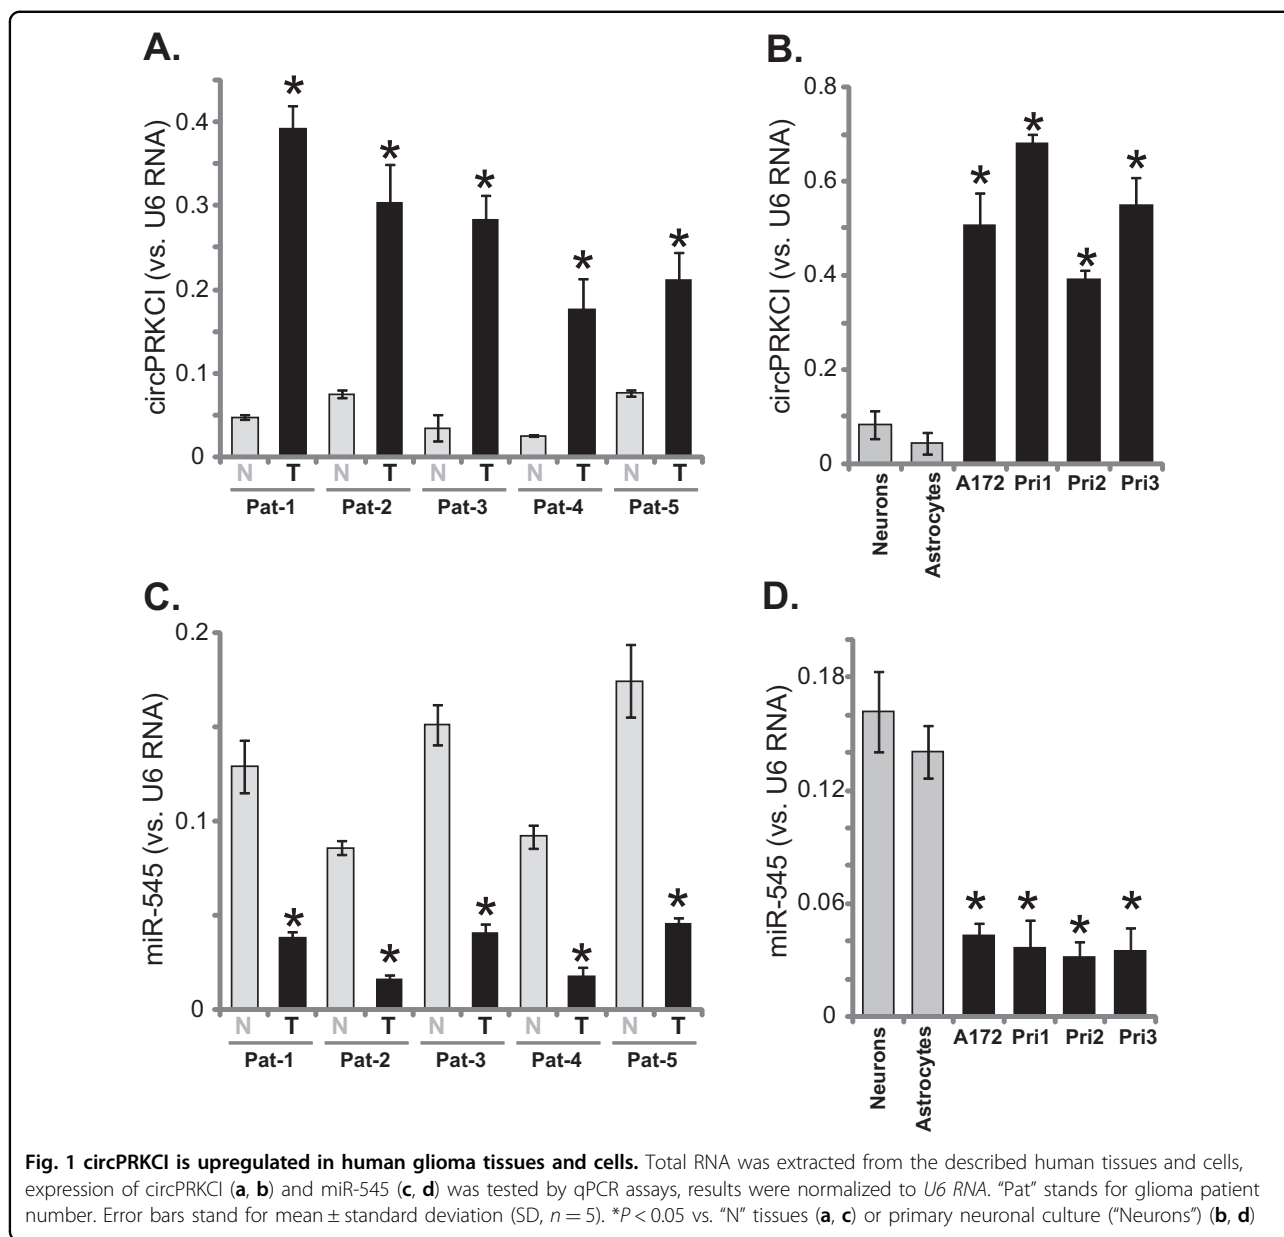 A.
circPRKCI (vs. U6 RNA)
0.4
0.3
0.2
0.1
0
* * * * *
N T N T N T N T N T
Pat-1 Pat-2 Pat-3 Pat-4 Pat-5
B.
circPRKCI (vs. U6 RNA)
0.8
0.6
0.4
0.2
0
* * * *
Neurons
Astrocytes
A172 Pri1 Pri2 Pri3
C.
miR-545 (vs. U6 RNA)
0.2
0.1
0
* * * * *
N T N T N T N T N T
Pat-1 Pat-2 Pat-3 Pat-4 Pat-5
D.
miR-545 (vs. U6 RNA)
0.18
0.12
0.06
0
* * * *
Neurons
Astrocytes
A172 Pri1 Pri2 Pri3
Fig. 1 circPRKCI is upregulated in human glioma tissues and cells. Total RNA was extracted from the described human tissues and cells,
expression of circPRKCI (a, b) and miR-545 (c, d) was tested by qPCR assays, results were normalized to U6 RNA. “Pat” stands for glioma patient
number. Error bars stand for mean ± standard deviation (SD, n = 5). *P < 0.05 vs. “N” tissues (a, c) or primary neuronal culture (“Neurons”) (b, d)